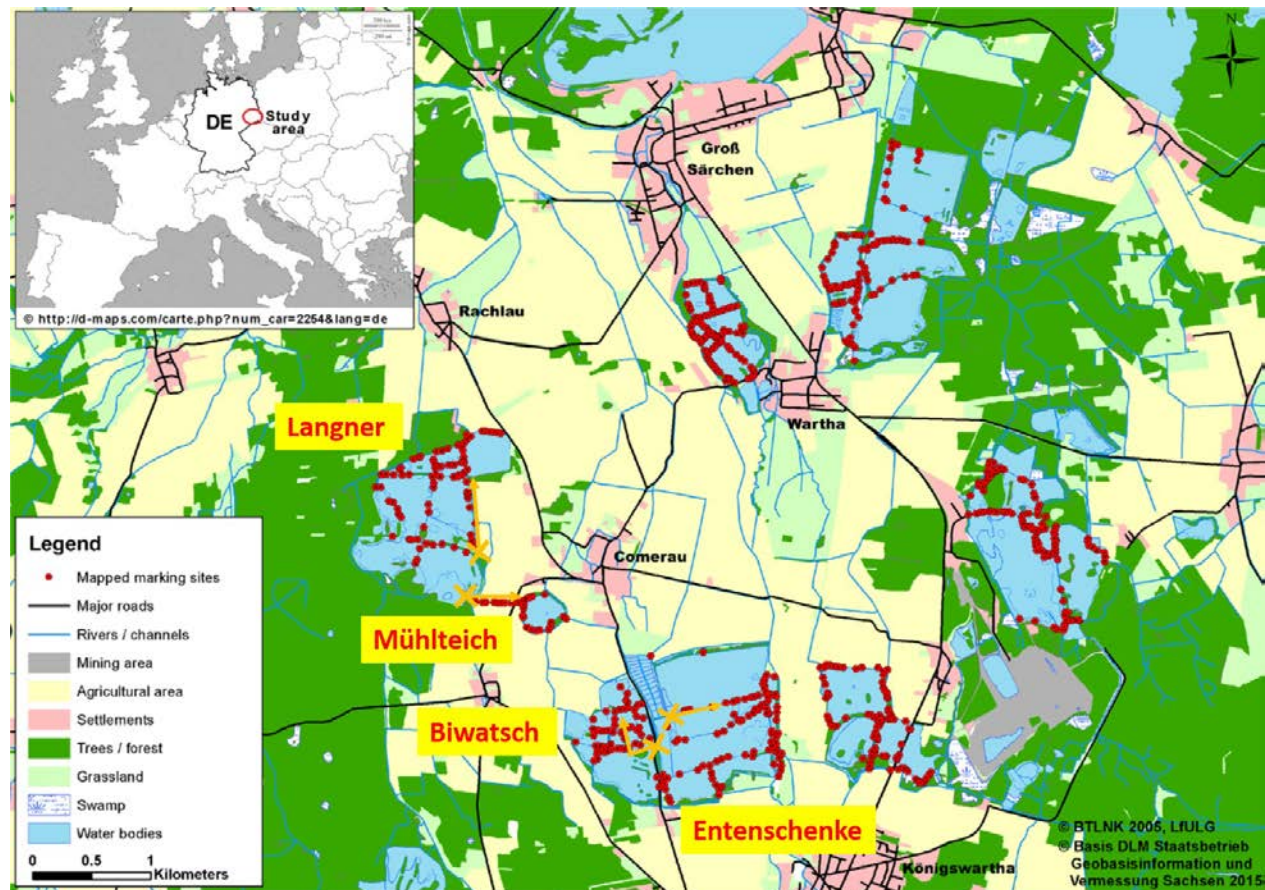 DE
Study
area
© http://d-maps.com/carte.php?num_car=2254&lang=de
N
Groß
Särchen
Rachlau
Wartha
Langner
Comerau
Mühlteich
Biwatsch
Entenschenke
Königswartha
Legend
Mapped marking sites
Major roads
Rivers / channels
Mining area
Agricultural area
Settlements
Trees / forest
Grassland
Swamp
Water bodies
0 0.5 1
Kilometers
© BTLNK 2005, LfULG
® Basis DLM Staatsbetrieb
Geobasisinformation und
Vermessung Sachsen 2015